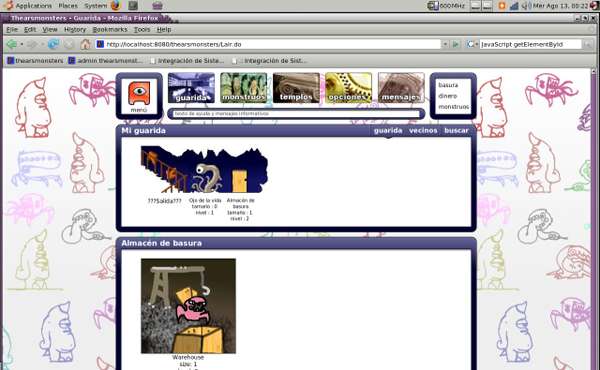 Applications Places System 600MHz Mér Ago 13, 00:22
Thearsmonsters - Guarida - Mozilla Firefox
File Edit View History Bookmarks Tools Help
http://localhost:8080/thearsmonsters/Lair.do JavaScript getElementById
thearsmonsters admin thearsmonst... Integración de Siste... .: Integración de Sist...
menú
guarida monstruos templos opciones mensajes
basura
dinero
monstruos
texto de ayuda y mensajes informativos
Mi guarida guarida vecinos buscar
???Salida???
Ojo de la vida
tamaño : 0
nivel : 1
Almacén de
basura
tamaño : 1
nivel : 2
Almacén de basura
Warehouse
size: 1